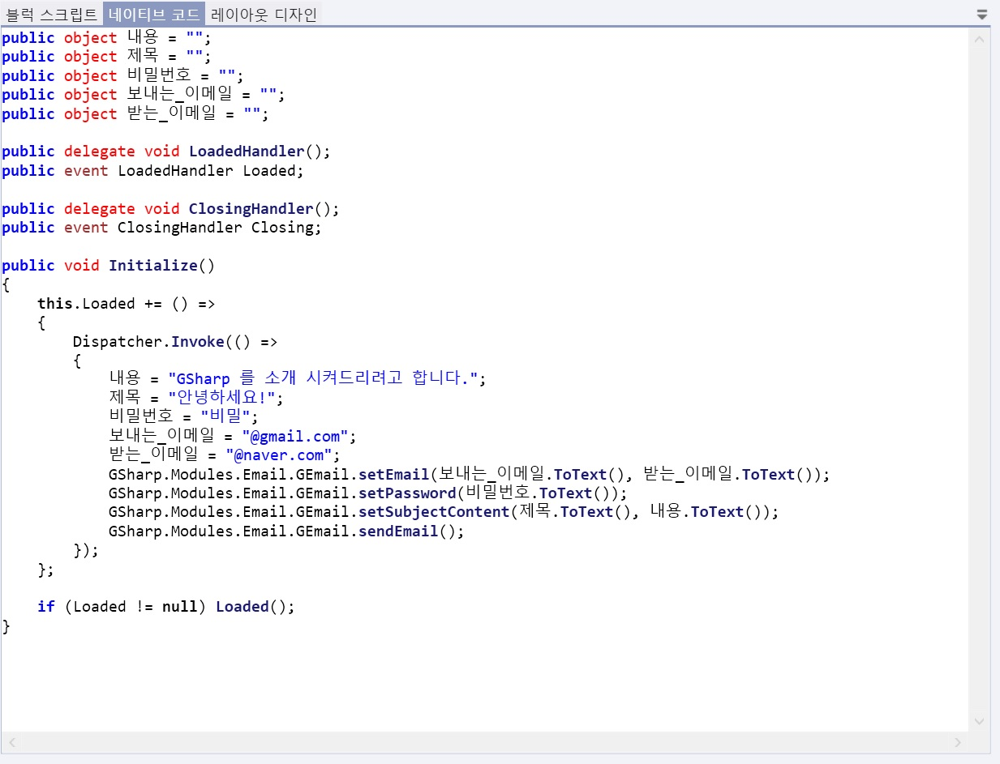 블럭 스크립트 네이티브 코드 레이아웃 디자인
public object 내용 = "";
public object 제목 = "";
public object 비밀번호 = "";
public object 보내는_이메일 = "";
public object 받는_이메일 = "";
public delegate void LoadedHandler();
public event LoadedHandler Loaded;
public delegate void ClosingHandler();
public event ClosingHandler Closing;
public void Initialize()
{
    this.Loaded += () =>
    {
        Dispatcher.Invoke(() =>
        {
            내용 = "GSharp 를 소개 시켜드리려고 합니다.";
            제목 = "안녕하세요!";
            비밀번호 = "비밀";
            보내는_이메일 = "@gmail.com";
            받는_이메일 = "@naver.com";
            GSharp.Modules.Email.GEmail.setEmail(보내는_이메일.ToText(), 받는_이메일.ToText());
            GSharp.Modules.Email.GEmail.setPassword(비밀번호.ToText());
            GSharp.Modules.Email.GEmail.setSubjectContent(제목.ToText(), 내용.ToText());
            GSharp.Modules.Email.GEmail.sendEmail();
        });
    };
    if (Loaded != null) Loaded();
}